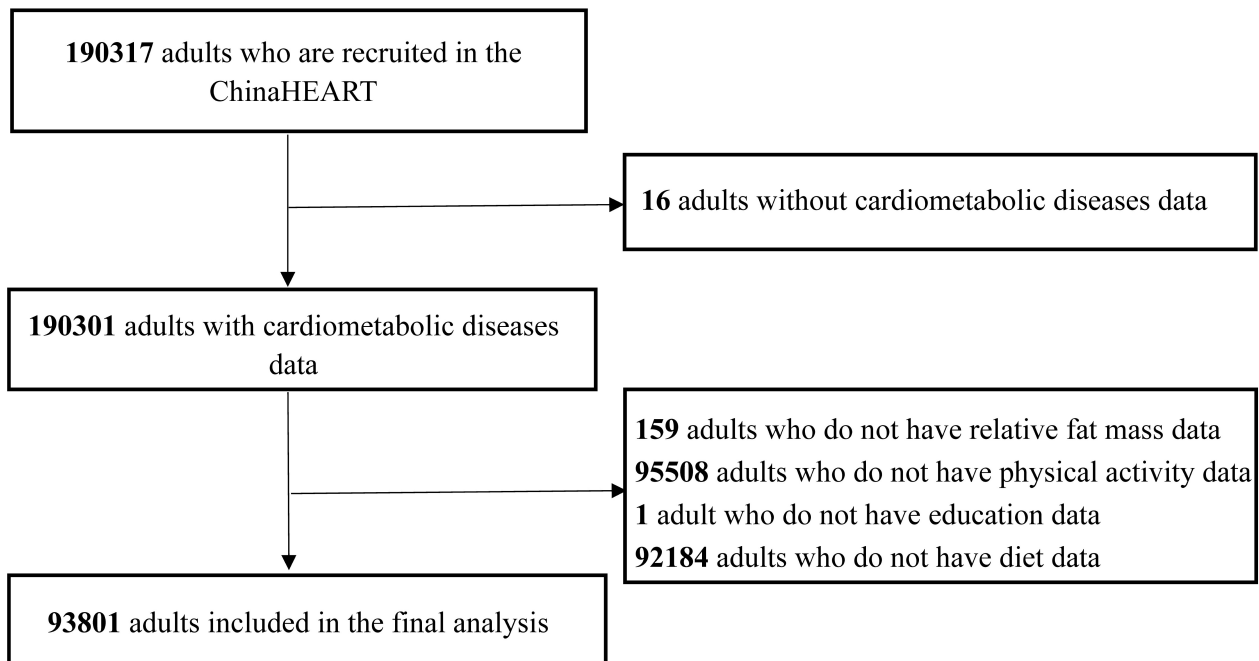 190317 adults who are recruited in the
ChinaHEART
16 adults without cardiometabolic diseases data
190301 adults with cardiometabolic diseases
data
159 adults who do not have relative fat mass data
95508 adults who do not have physical activity data
1 adult who do not have education data
92184 adults who do not have diet data
93801 adults included in the final analysis